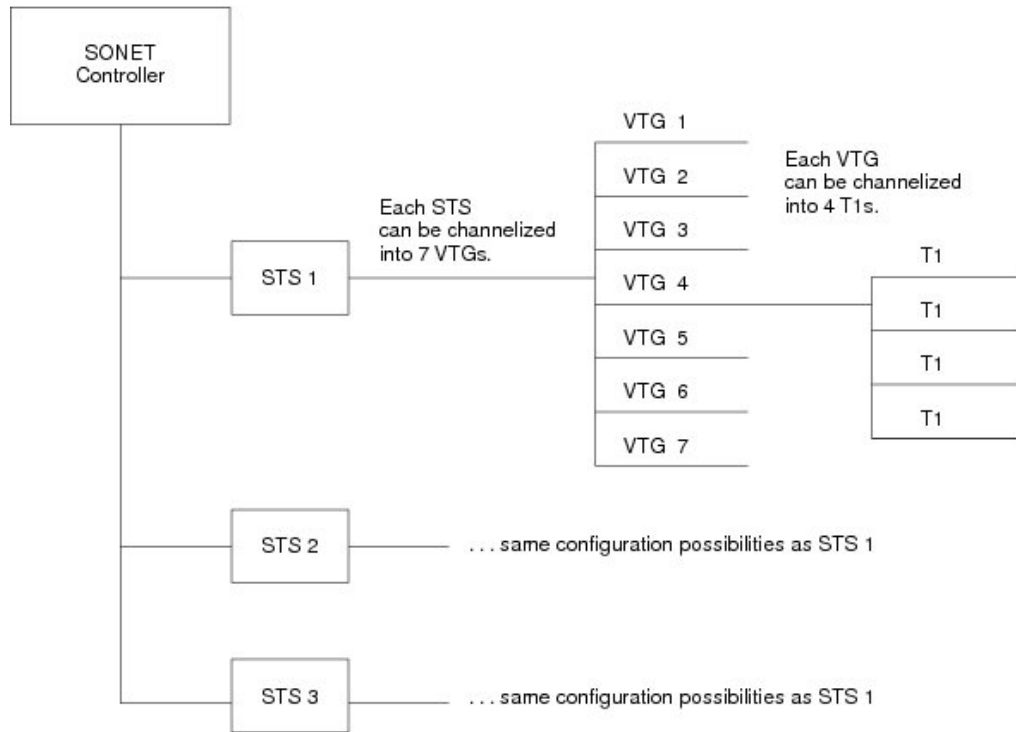 SONET
Controller
STS 1
Each STS
can be channelized
into 7 VTGs.
VTG 1
VTG 2
VTG 3
VTG 4
VTG 5
VTG 6
VTG 7
Each VTG
can be channelized
into 4 T1s.
T1
T1
T1
T1
STS 2
. . . same configuration possibilities as STS 1
STS 3
. . . same configuration possibilities as STS 1